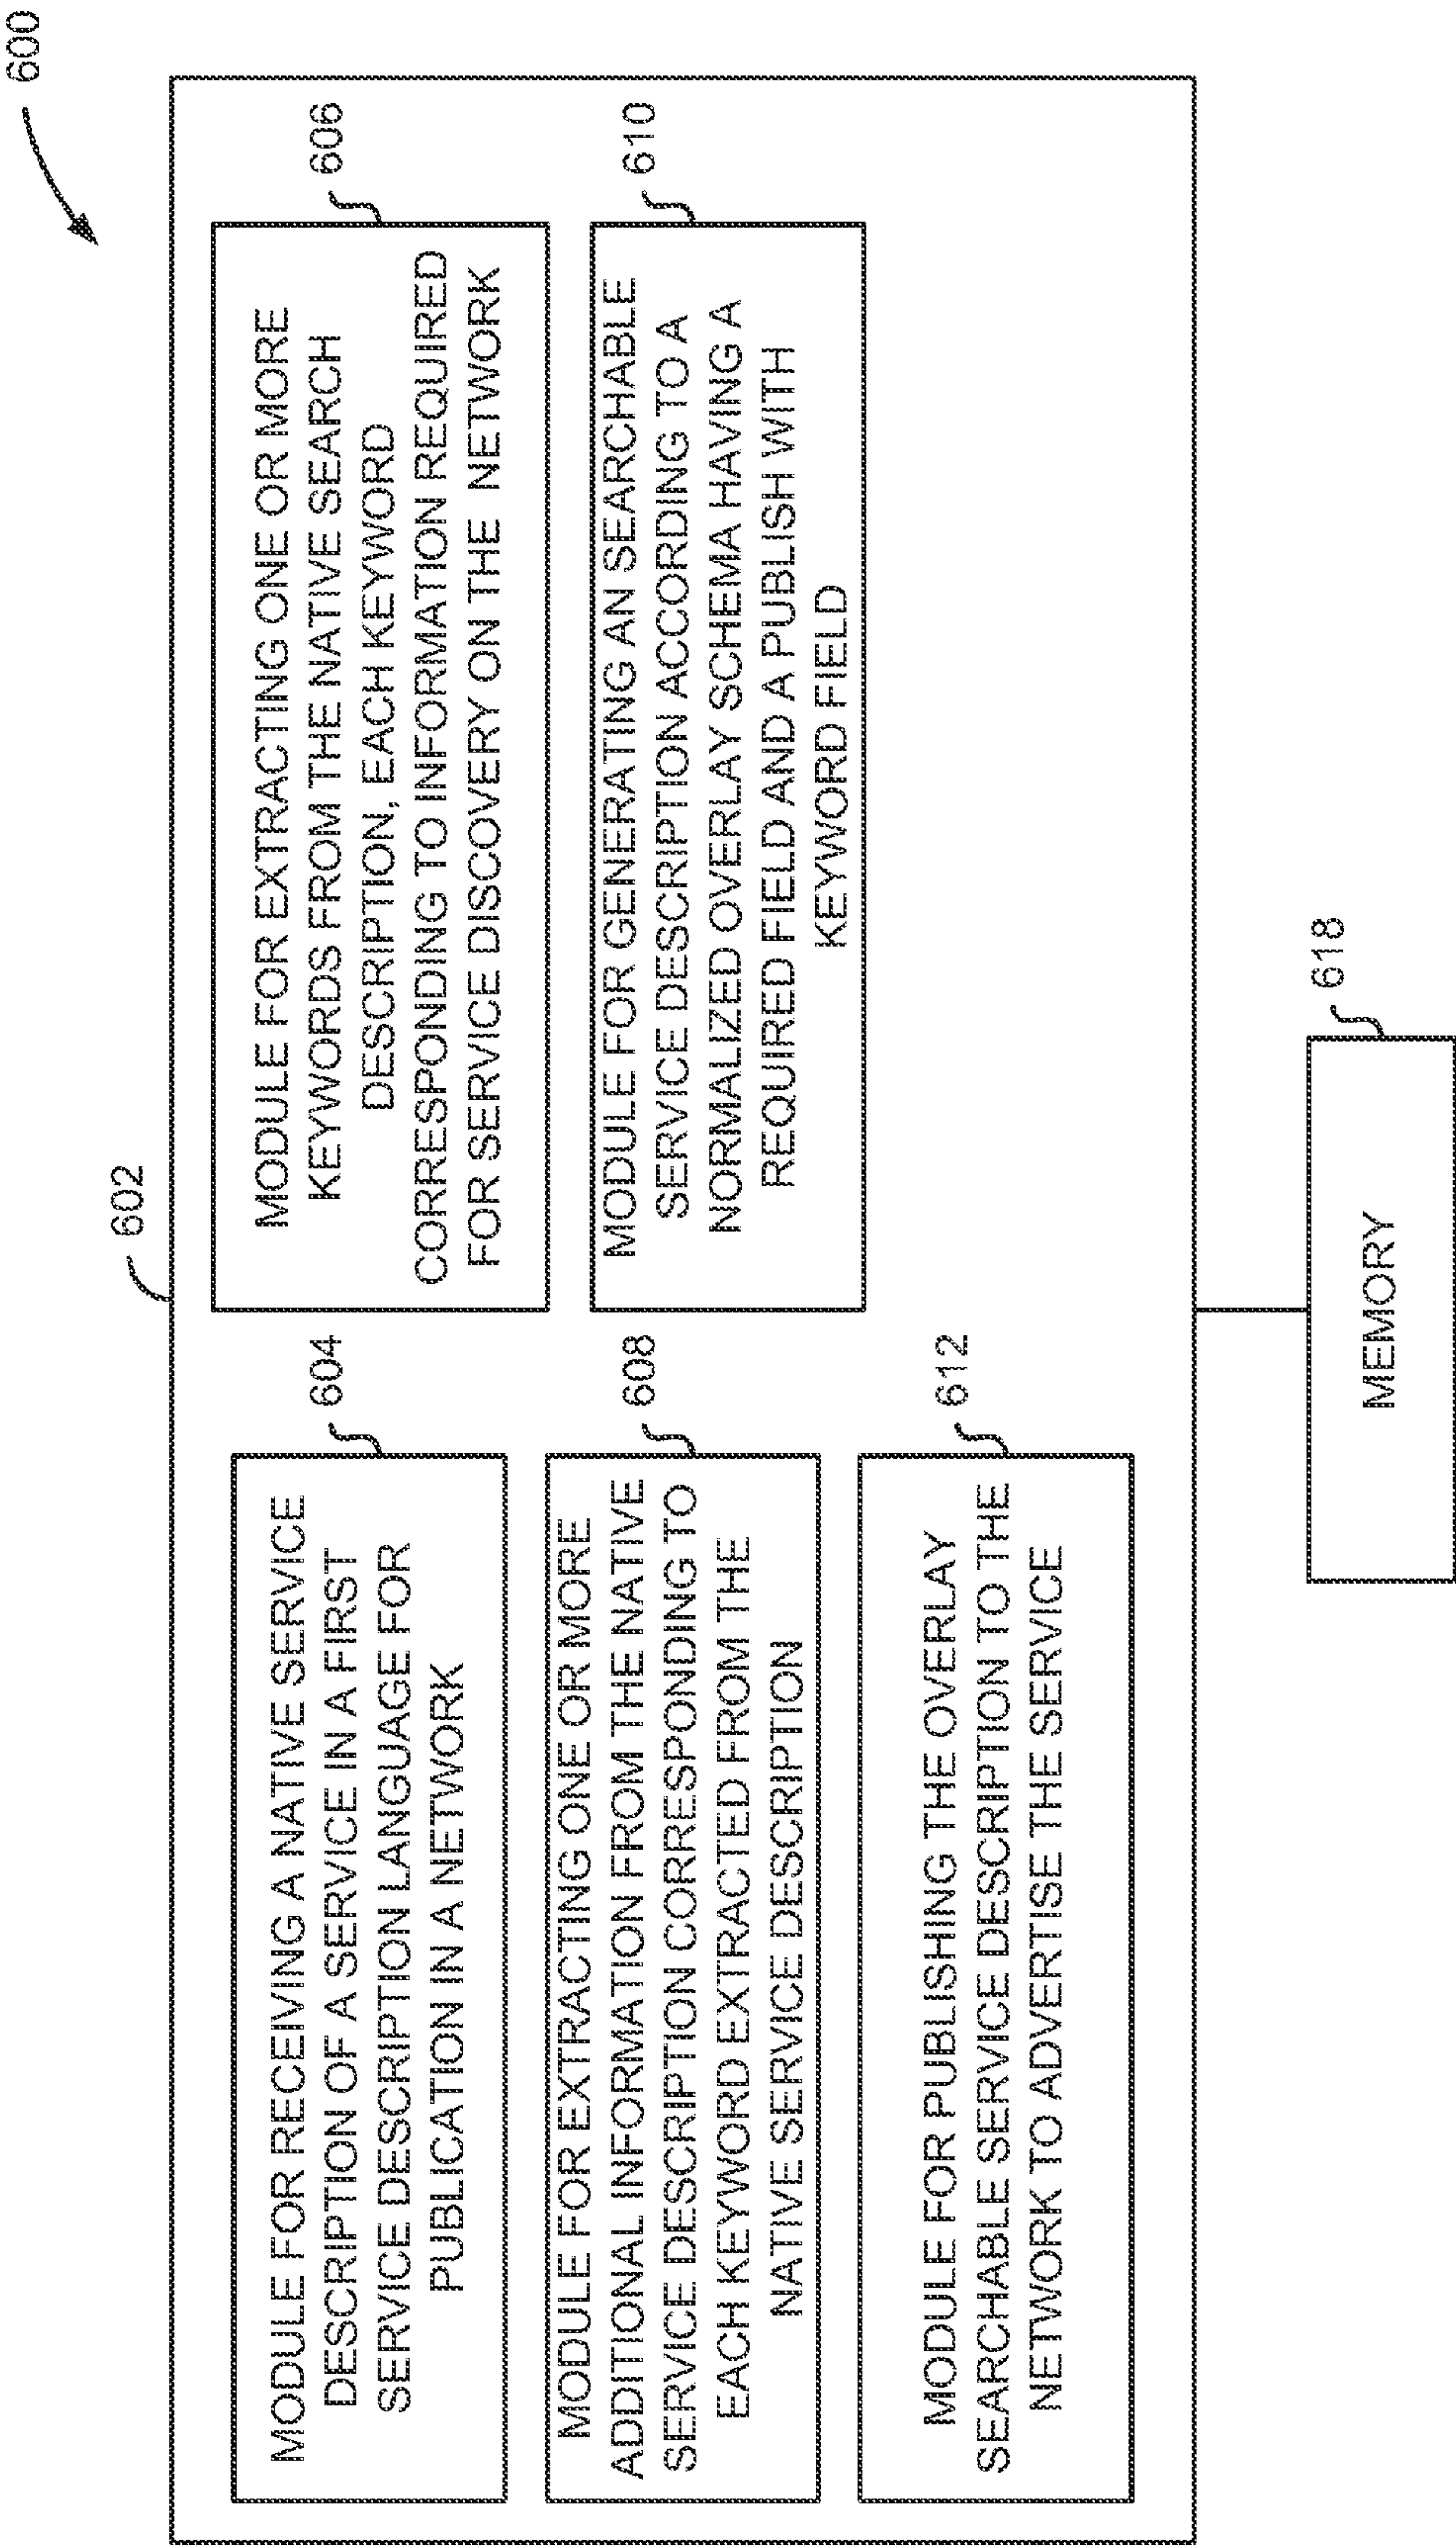 600
602
MODULE FOR RECEIVING A NATIVE SERVICE
DESCRIPTION OF A SERVICE IN A FIRST
SERVICE DESCRIPTION LANGUAGE FOR
PUBLICATION IN A NETWORK
604
MODULE FOR EXTRACTING ONE OR MORE
KEYWORDS FROM THE NATIVE SEARCH
DESCRIPTION, EACH KEYWORD
CORRESPONDING TO INFORMATION REQUIRED
FOR SERVICE DISCOVERY ON THE NETWORK
606
MODULE FOR EXTRACTING ONE OR MORE
ADDITIONAL INFORMATION FROM THE NATIVE
SERVICE DESCRIPTION CORRESPONDING TO
EACH KEYWORD EXTRACTED FROM THE
NATIVE SERVICE DESCRIPTION
608
MODULE FOR GENERATING AN SEARCHABLE
SERVICE DESCRIPTION ACCORDING TO A
NORMALIZED OVERLAY SCHEMA HAVING A
REQUIRED FIELD AND A PUBLISH WITH
KEYWORD FIELD
610
MODULE FOR PUBLISHING THE OVERLAY
SEARCHABLE SERVICE DESCRIPTION TO THE
NETWORK TO ADVERTISE THE SERVICE
612
MEMORY
618